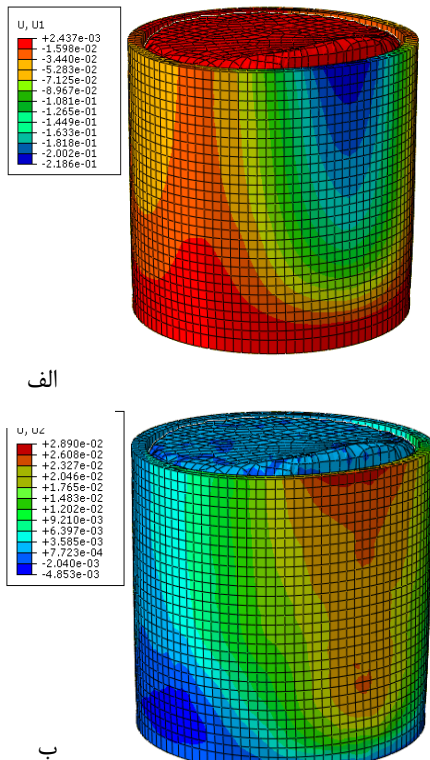 U, U1
+2.437e-03
-1.598e-02
-3.440e-02
-5.283e-02
-7.125e-02
-8.967e-02
-1.081e-01
-1.265e-01
-1.449e-01
-1.633e-01
-1.818e-01
-2.002e-01
-2.186e-01
الف
U, U2
+2.890e-02
+2.608e-02
+2.327e-02
+2.046e-02
+1.765e-02
+1.483e-02
+1.202e-02
+9.210e-03
+6.397e-03
+3.585e-03
+7.723e-04
-2.040e-03
-4.853e-03
ب